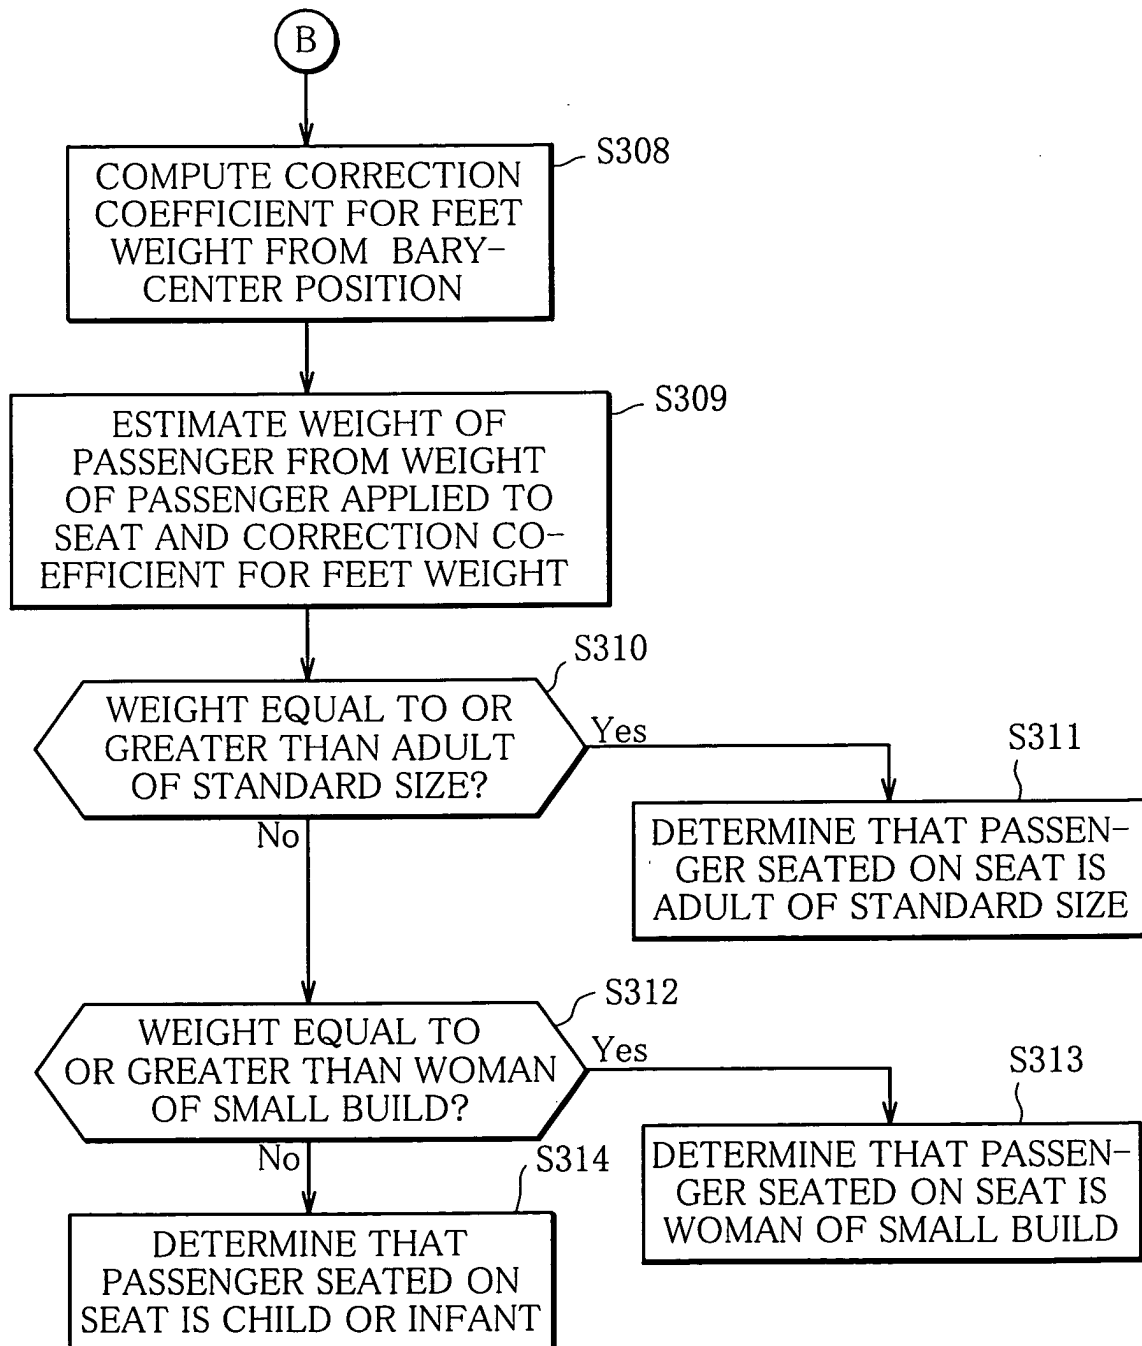 B
S308
COMPUTE CORRECTION
COEFFICIENT FOR FEET
WEIGHT FROM BARY-
CENTER POSITION
S309
ESTIMATE WEIGHT OF
PASSENGER FROM WEIGHT
OF PASSENGER APPLIED TO
SEAT AND CORRECTION CO-
EFFICIENT FOR FEET WEIGHT
S310
WEIGHT EQUAL TO OR
GREATER THAN ADULT
OF STANDARD SIZE?
Yes
No
S311
DETERMINE THAT PASSEN-
GER SEATED ON SEAT IS
ADULT OF STANDARD SIZE
S312
WEIGHT EQUAL TO
OR GREATER THAN WOMAN
OF SMALL BUILD?
Yes
No
S313
DETERMINE THAT PASSEN-
GER SEATED ON SEAT IS
WOMAN OF SMALL BUILD
S314
DETERMINE THAT
PASSENGER SEATED ON
SEAT IS CHILD OR INFANT